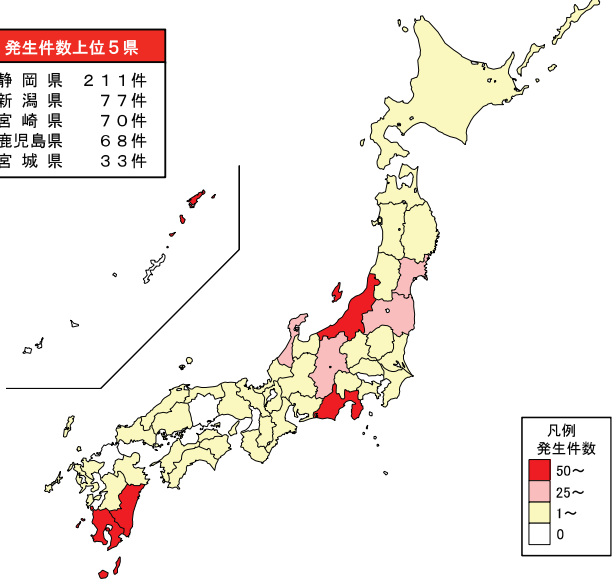 発生件数上位５県
静岡県 ２１１件
新潟県 ７７件
宮崎県 ７０件
鹿児島県 ６８件
宮城県 ３３件
凡例
発生件数
50～
25～
1～
0